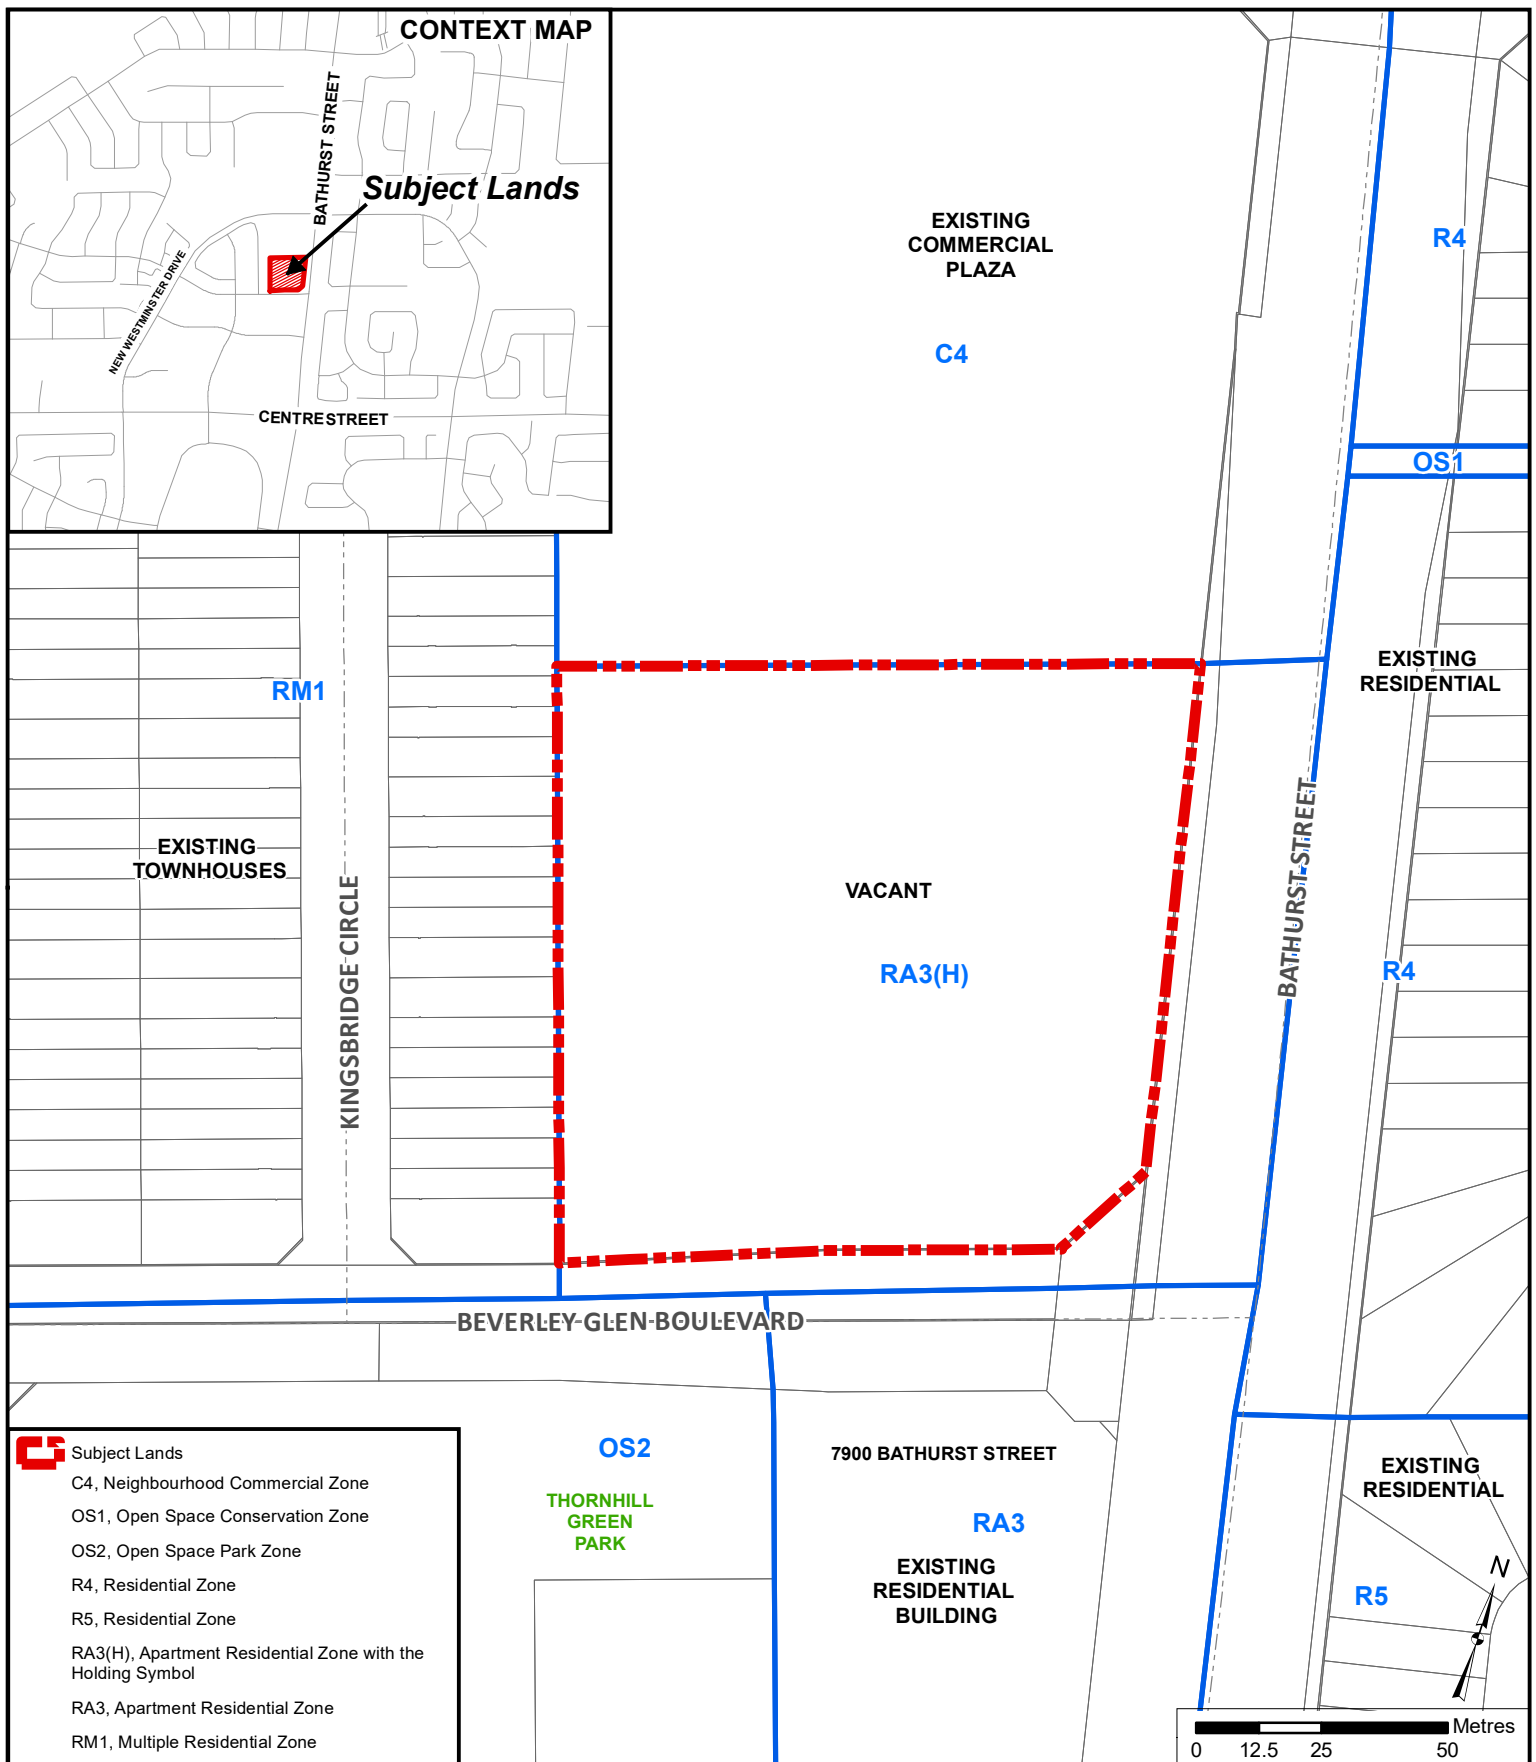 CONTEXT MAP
BATHURST STREET
Subject Lands
NEW WESTMINSTER DRIVE
CENTRE STREET
EXISTING
COMMERCIAL
PLAZA
C4
R4
OS1
EXISTING
RESIDENTIAL
RM1
EXISTING
TOWNHOUSES
KINGSBRIDGE CIRCLE
VACANT
RA3(H)
BATHURST STREET
R4
BEVERLEY GLEN BOULEVARD
OS2
THORNHILL
GREEN
PARK
7900 BATHURST STREET
RA3
EXISTING
RESIDENTIAL
BUILDING
EXISTING
RESIDENTIAL
R5
N
Subject Lands
C4, Neighbourhood Commercial Zone
OS1, Open Space Conservation Zone
OS2, Open Space Park Zone
R4, Residential Zone
R5, Residential Zone
RA3(H), Apartment Residential Zone with the
Holding Symbol
RA3, Apartment Residential Zone
RM1, Multiple Residential Zone
Metres
0 12.5 25 50